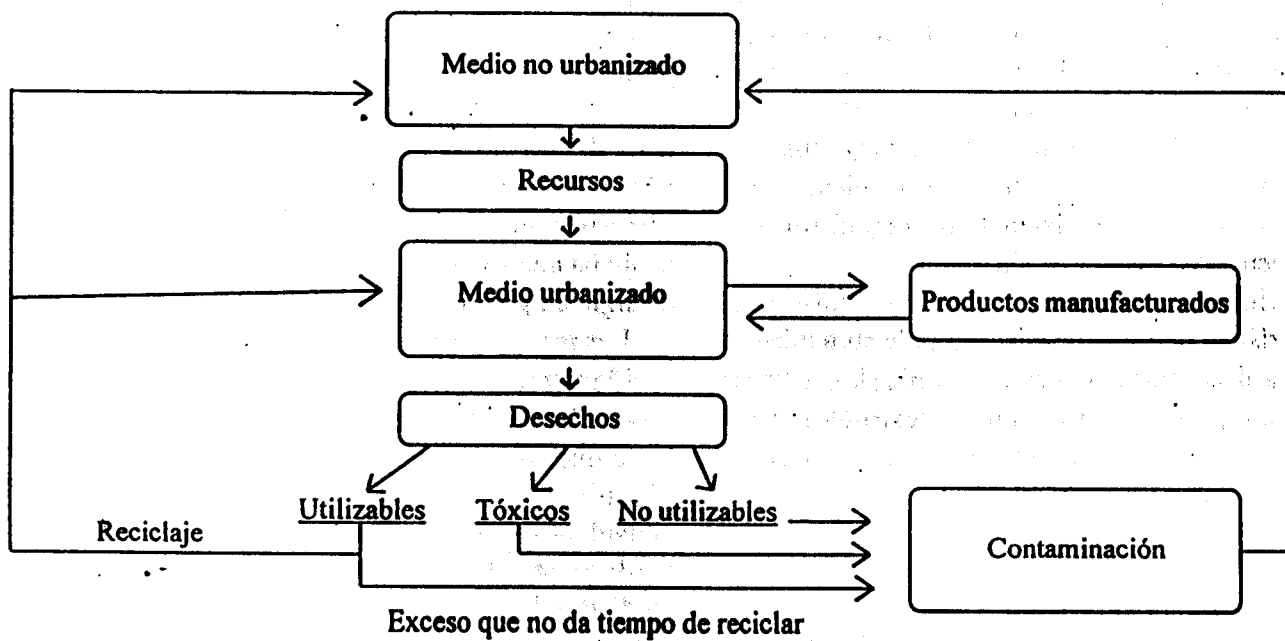 Medio no urbanizado
Recursos
Medio urbanizado
Productos manufacturados
Desechos
Utilizables
Tóxicos
No utilizables
Reciclaje
Contaminación
Exceso que no da tiempo de reciclar